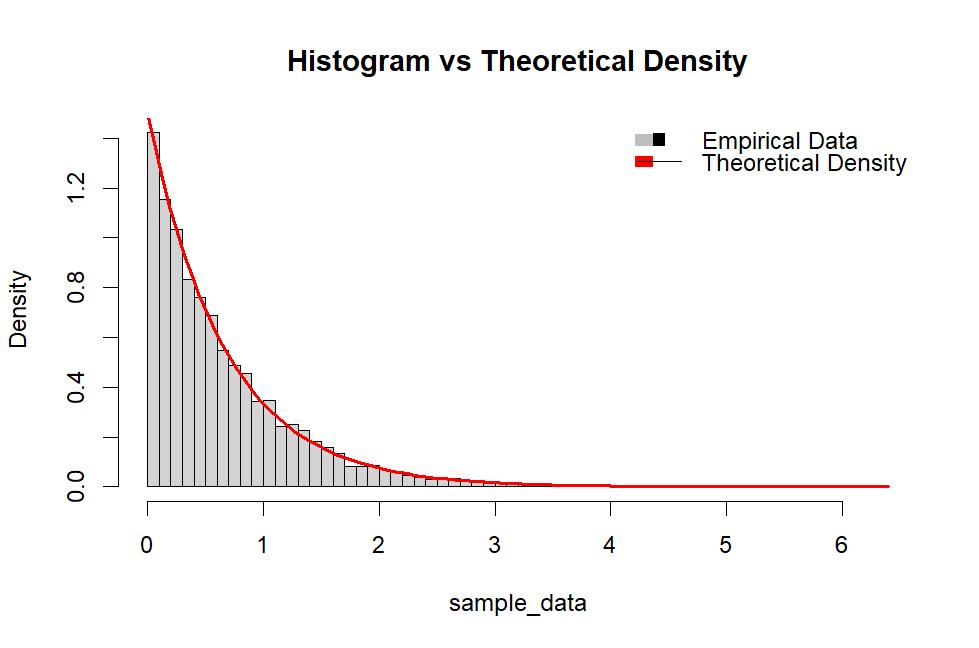 Histogram vs Theoretical Density
Empirical Data
Theoretical Density
1.2
0.8
0.4
0.0
Density
0 1 2 3 4 5 6
sample_data